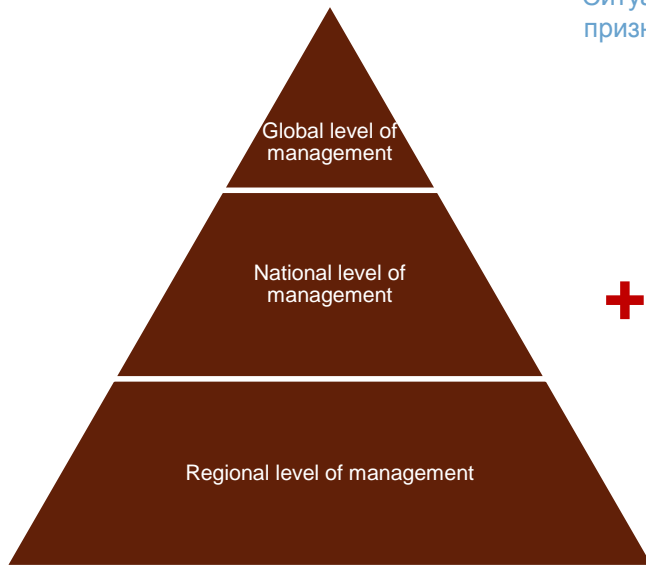 Global level of
management
National level of
management
+
Regional level of management